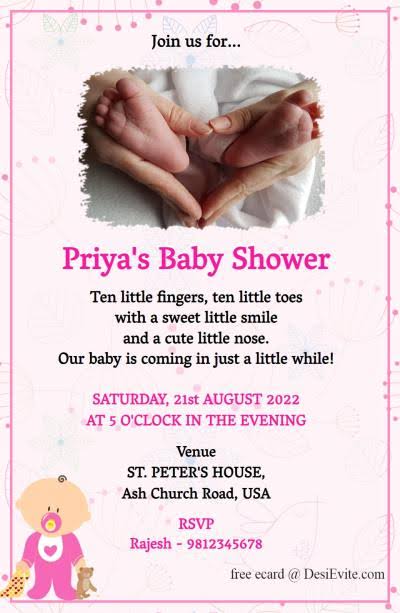 Join us for...
Priya's Baby Shower
Ten little fingers, ten little toes
with a sweet little smile
and a cute little nose.
Our baby is coming in just a little while!
SATURDAY, 21st AUGUST 2022
AT 5 O'CLOCK IN THE EVENING
Venue
ST. PETER'S HOUSE,
Ash Church Road, USA
RSVP
Rajesh - 9812345678
free ecard @ DesiEvite.com